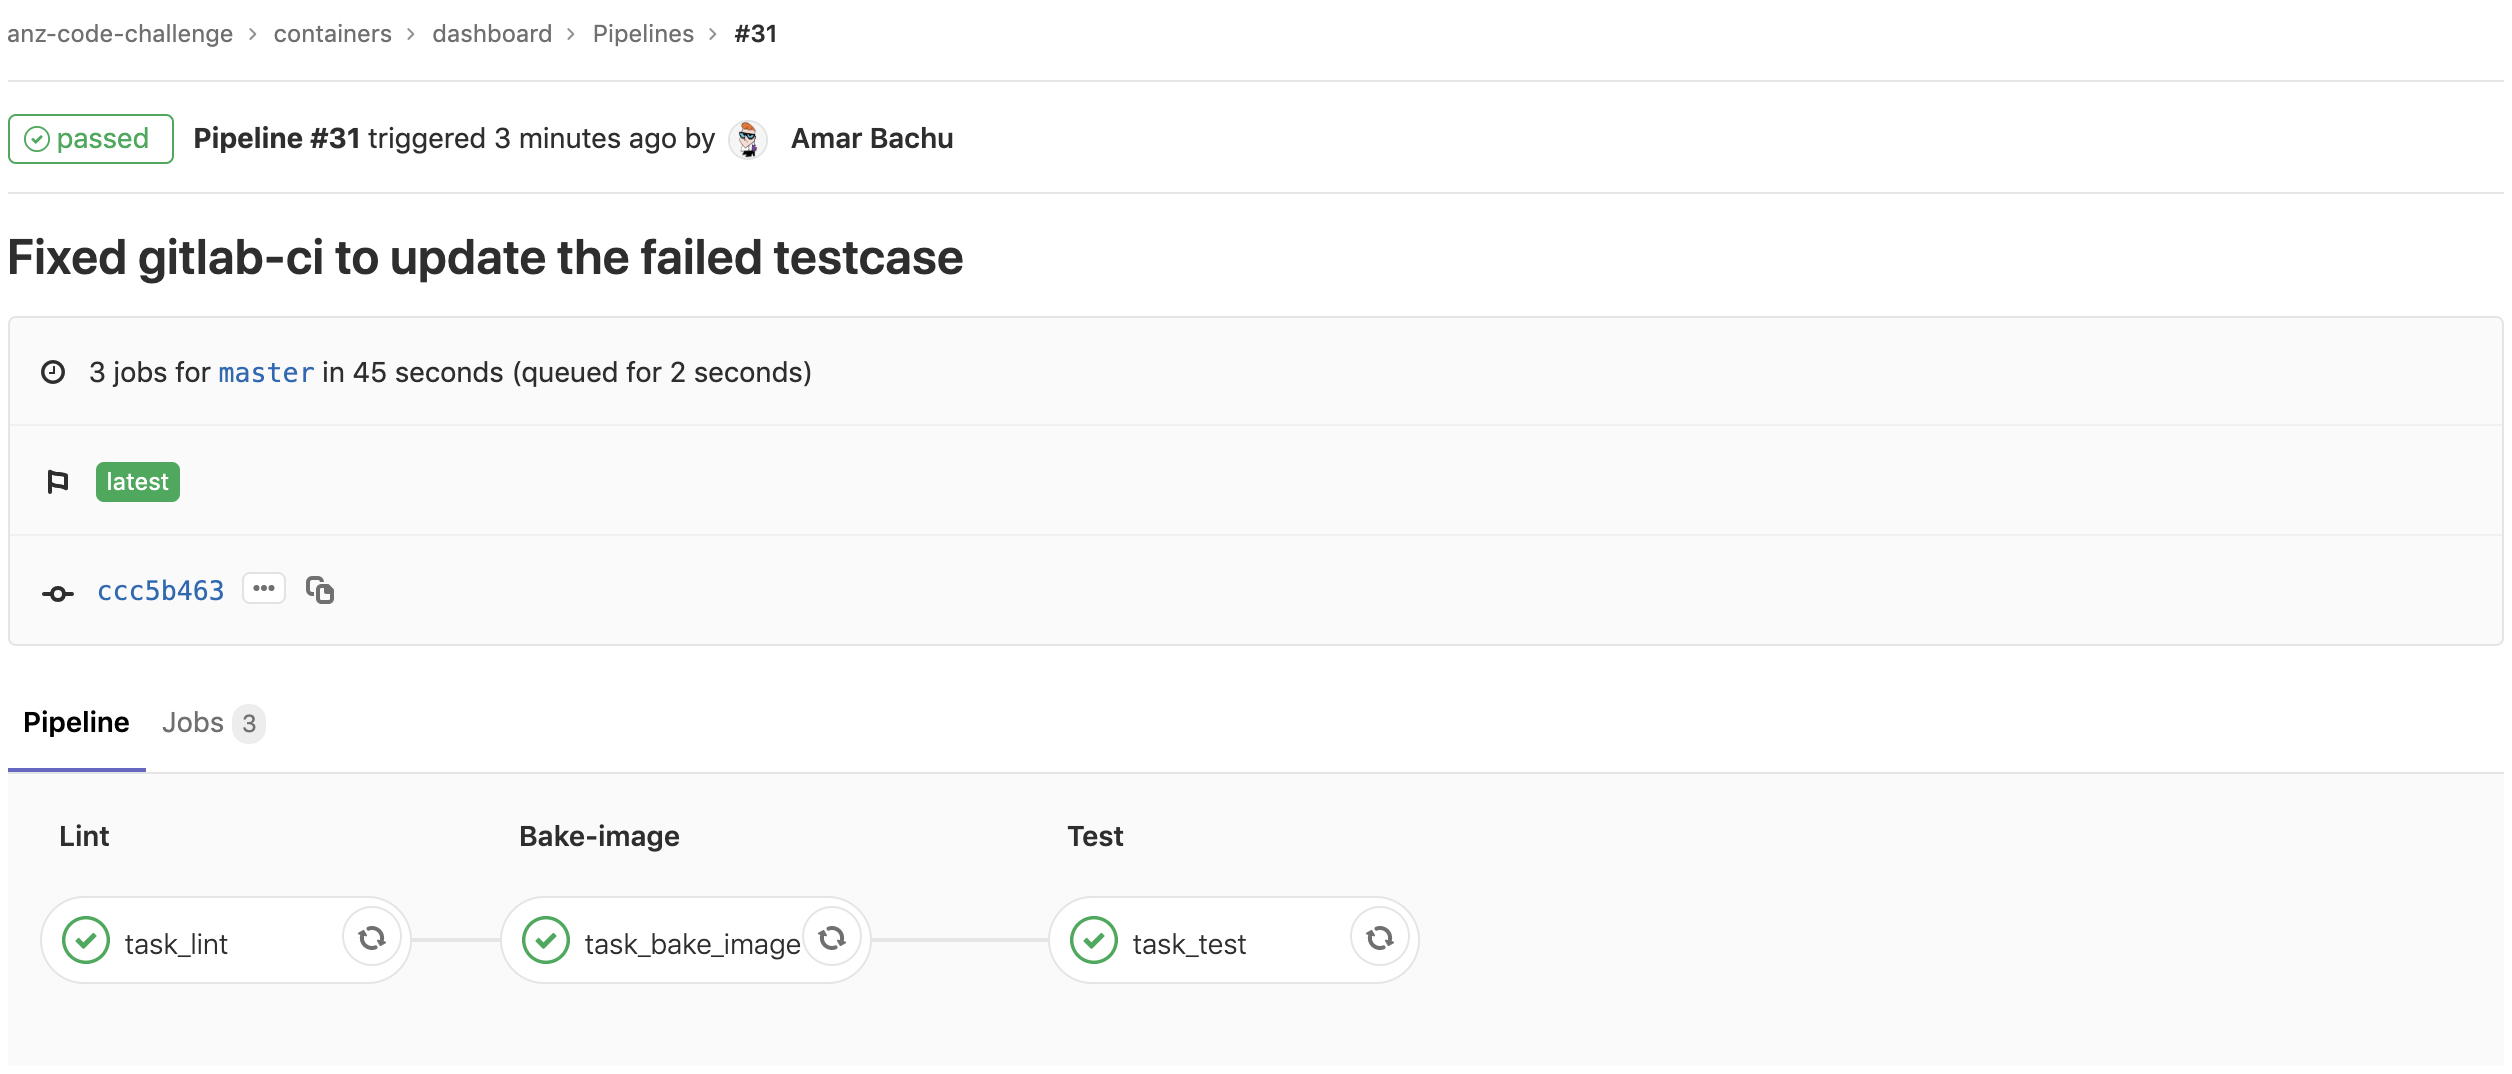 anz-code-challenge > containers > dashboard > Pipelines > #31
passed Pipeline #31 triggered 3 minutes ago by Amar Bachu
Fixed gitlab-ci to update the failed testcase
3 jobs for master in 45 seconds (queued for 2 seconds)
latest
ccc5b463 •••
Pipeline Jobs 3
Lint Bake-image Test
task_lint task_bake_image task_test